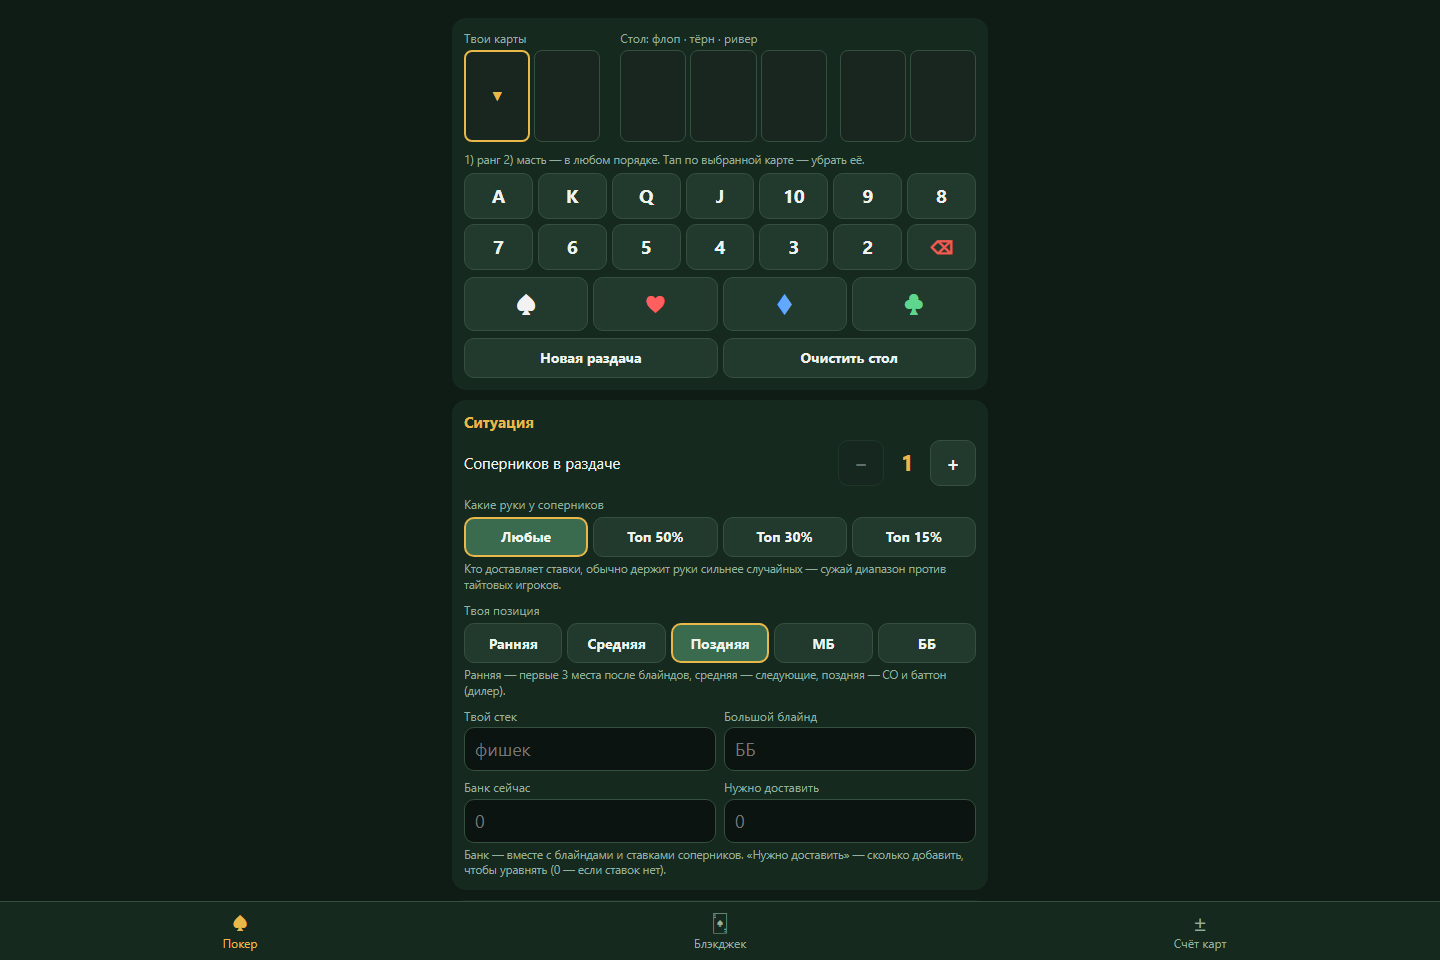 Твои карты
Стол: флоп · тёрн · ривер
▼
1) ранг 2) масть — в любом порядке. Тап по выбранной карте — убрать её.
A K Q J 10 9 8
7 6 5 4 3 2 ⌫
♠ ♥ ♦ ♣
Новая раздача
Очистить стол
Ситуация
Соперников в раздаче
− 1 +
Какие руки у соперников
Любые
Топ 50%
Топ 30%
Топ 15%
Кто доставляет ставки, обычно держит руки сильнее случайных — сужай диапазон против
тайтовых игроков.
Твоя позиция
Ранняя
Средняя
Поздняя
МБ
ББ
Ранняя — первые 3 места после блайндов, средняя — следующие, поздняя — CO и баттон
(дилер).
Твой стек
Большой блайнд
фишек
ББ
Банк сейчас
Нужно доставить
0
0
Банк — вместе с блайндами и ставками соперников. «Нужно доставить» — сколько добавить,
чтобы уравнять (0 — если ставок нет).
Покер
Блэкджек
±
Счёт карт